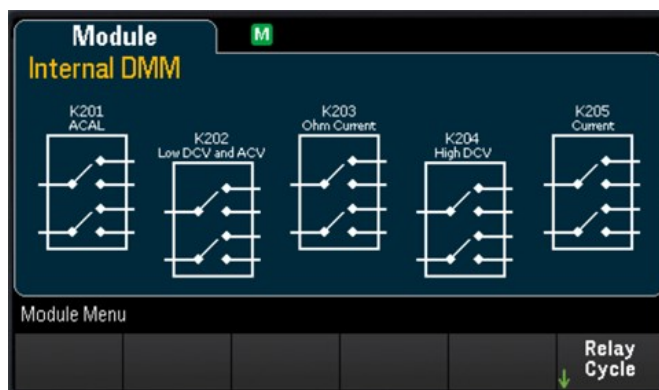 Module
M
Internal DMM
K201
ACAL
K202
Low DCV and ACV
K203
Ohm Current
K204
High DCV
K205
Current
Module Menu
Relay
Cycle